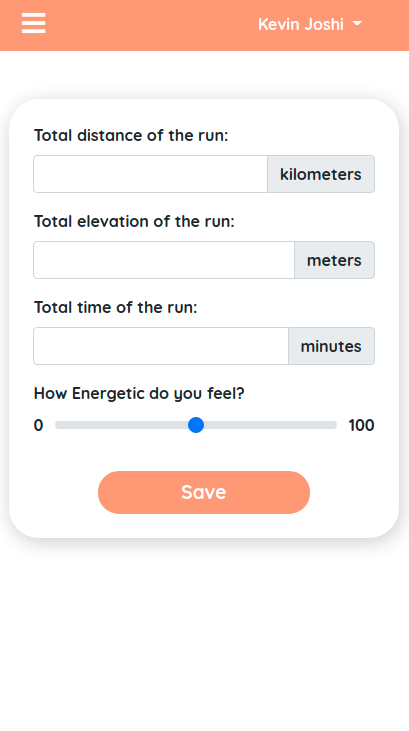 Kevin Joshi
Total distance of the run:
kilometers
Total elevation of the run:
meters
Total time of the run:
minutes
How Energetic do you feel?
0 100
Save